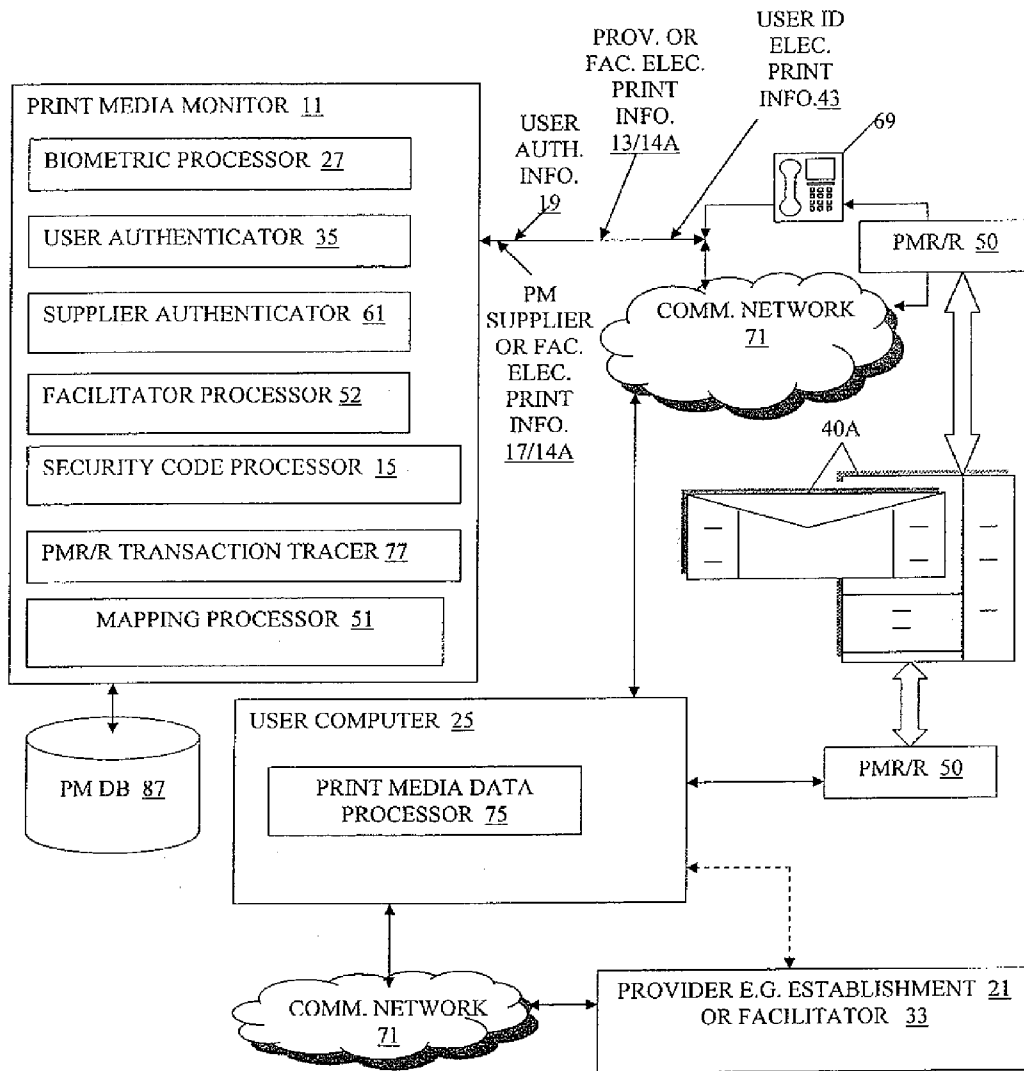 PRINT MEDIA MONITOR 11
BIOMETRIC PROCESSOR 27
USER AUTHENTICATOR 35
SUPPLIER AUTHENTICATOR 61
FACILITATOR PROCESSOR 52
SECURITY CODE PROCESSOR 15
PMR/R TRANSACTION TRACER 77
MAPPING PROCESSOR 51
PM DB 87
USER
AUTH.
INFO.
19
PROV. OR
FAC. ELEC.
PRINT
INFO.
13/14A
USER ID
ELEC.
PRINT
INFO.43
69
PM
SUPPLIER
OR FAC.
ELEC.
PRINT
INFO.
17/14A
COMM. NETWORK
71
PMR/R 50
40A
USER COMPUTER 25
PRINT MEDIA DATA
PROCESSOR 75
PMR/R 50
COMM. NETWORK
71
PROVIDER E.G. ESTABLISHMENT 21
OR FACILITATOR 33